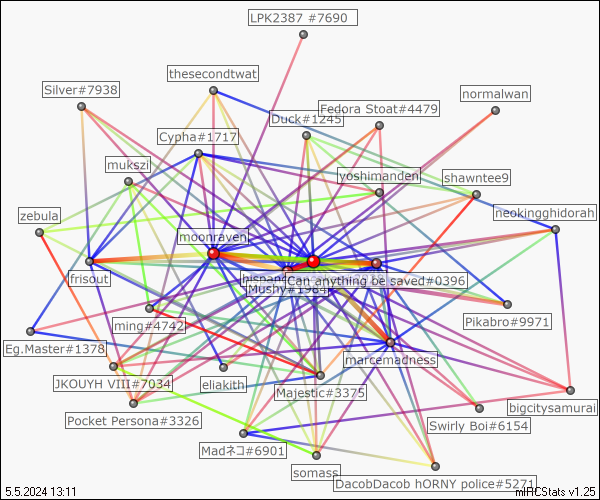 LPK2387 #7690
thesecondtwat
Silver#7938
normalwan
Fedora Stoat#4479
Duck#1245
Cypha#1717
mukszi
yoshimanden
shawntee9
zebula
neokingghidorah
moonraven
frisout
Can anything be saved#0396
Mushy#1984
Pikabro#9971
ming#4742
Eg.Master#1378
marcemadness
JKOUYH VIII#7034
eliakith
Majestic#3375
bigcitysamurai
Pocket Persona#3326
Swirly Boi#6154
Madネコ#6901
somass
DacobDacob hORNY police#5271
5.5.2024 13:11
mIRCStats v1.25